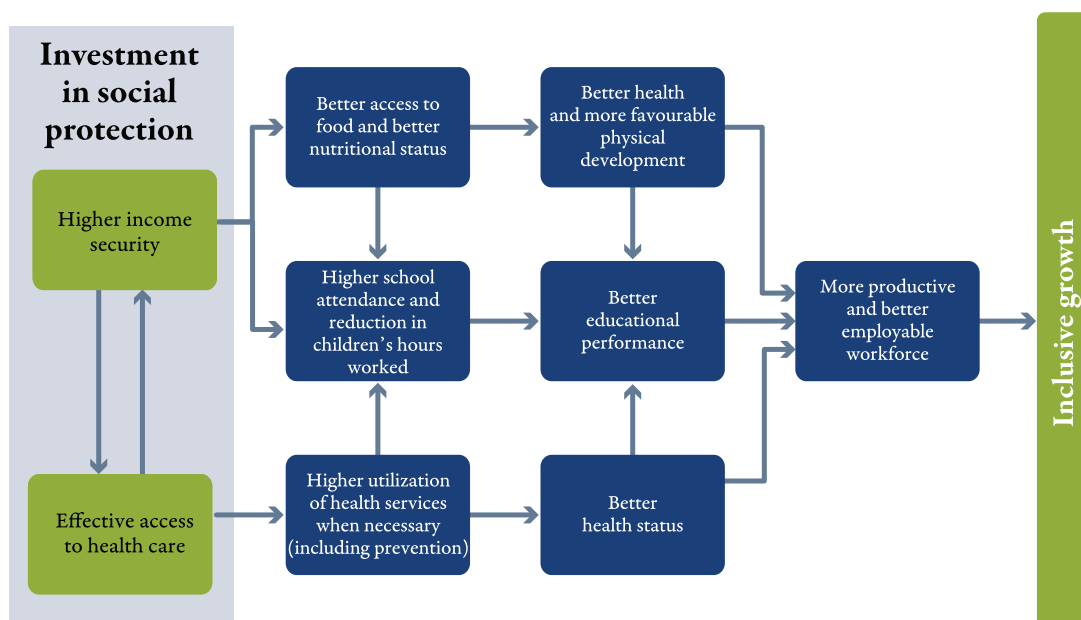 Investment
in social
protection
Higher income
security
Effective access
to health care
Better access to
food and better
nutritional status
Higher school
attendance and
reduction in
children’s hours
worked
Higher utilization
of health services
when necessary
(including prevention)
Better health
and more favourable
physical
development
Better
educational
performance
Better
health status
More productive
and better
employable
workforce
Inclusive growth